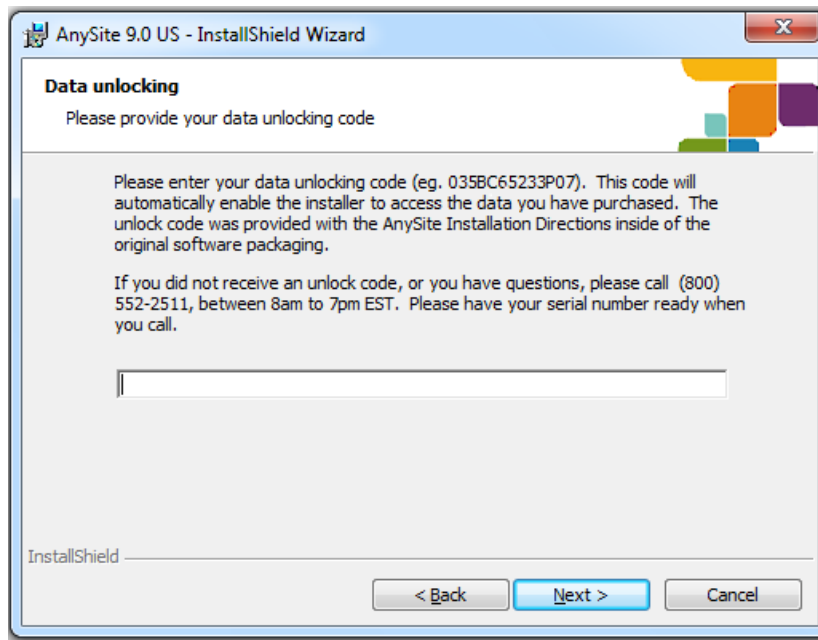 AnySite 9.0 US - InstallShield Wizard
Data unlocking
Please provide your data unlocking code
Please enter your data unlocking code (eg. 035BC65233P07).  This code will
automatically enable the installer to access the data you have purchased.  The
unlock code was provided with the AnySite Installation Directions inside of the
original software packaging.
If you did not receive an unlock code, or you have questions, please call  (800)
552-2511, between 8am to 7pm EST.  Please have your serial number ready when
you call.
InstallShield
< Back
Next >
Cancel